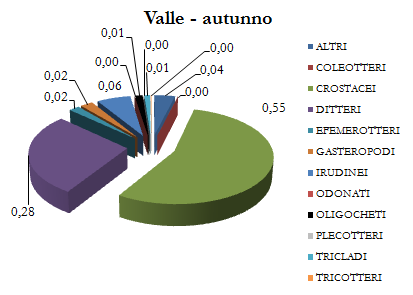 Valle - autunno
0,01
0,00
0,00
0,00
0,01
0,04
0,06
0,02
0,00
0,02
0,55
0,28
ALTRI
COLEOTTERI
CROSTACEI
DITTERI
EFEMEROTTERI
GASTEROPODI
IRUDINEI
ODONATI
OLIGOCHETI
PLECOTTERI
TRICLADI
TRICOTTERI